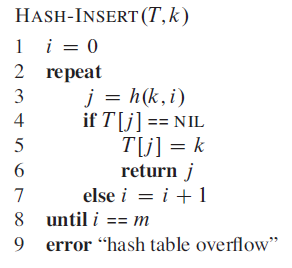 HASH-INSERT(T, k)
1 i = 0
2 repeat
3 j = h(k, i)
4 if T[j] == NIL
5 T[j] = k
6 return j
7 else i = i + 1
8 until i == m
9 error “hash table overflow”